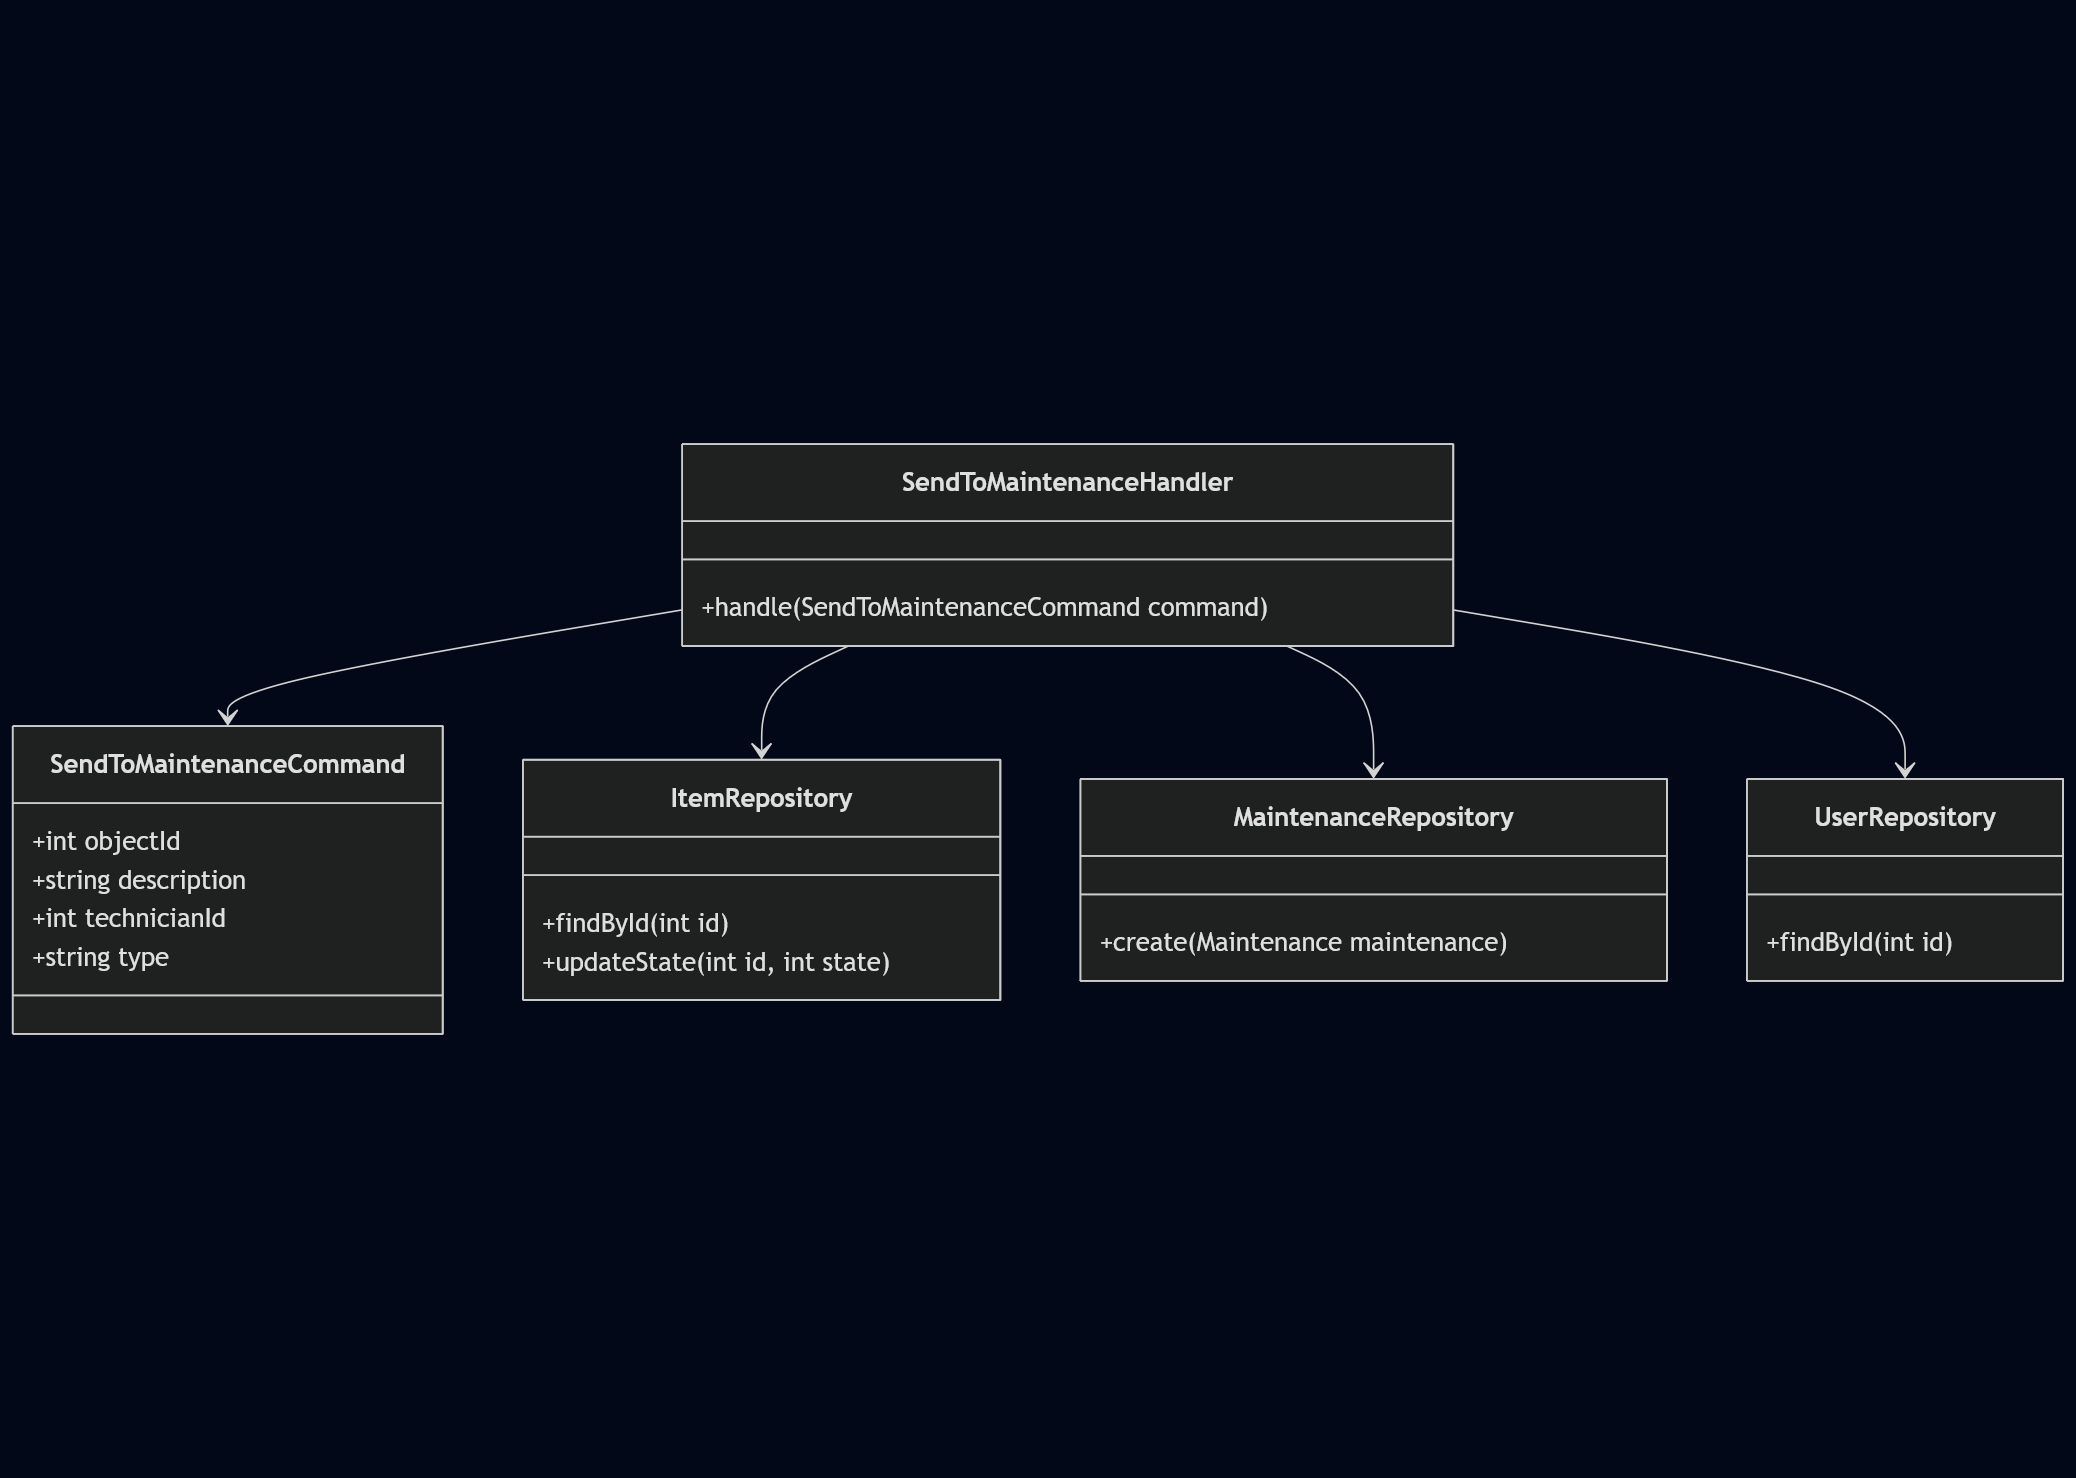 SendToMaintenanceHandler
+handle(SendToMaintenanceCommand command)
SendToMaintenanceCommand
+int objectId
+string description
+int technicianId
+string type
ItemRepository
+findById(int id)
+updateState(int id, int state)
MaintenanceRepository
+create(Maintenance maintenance)
UserRepository
+findById(int id)